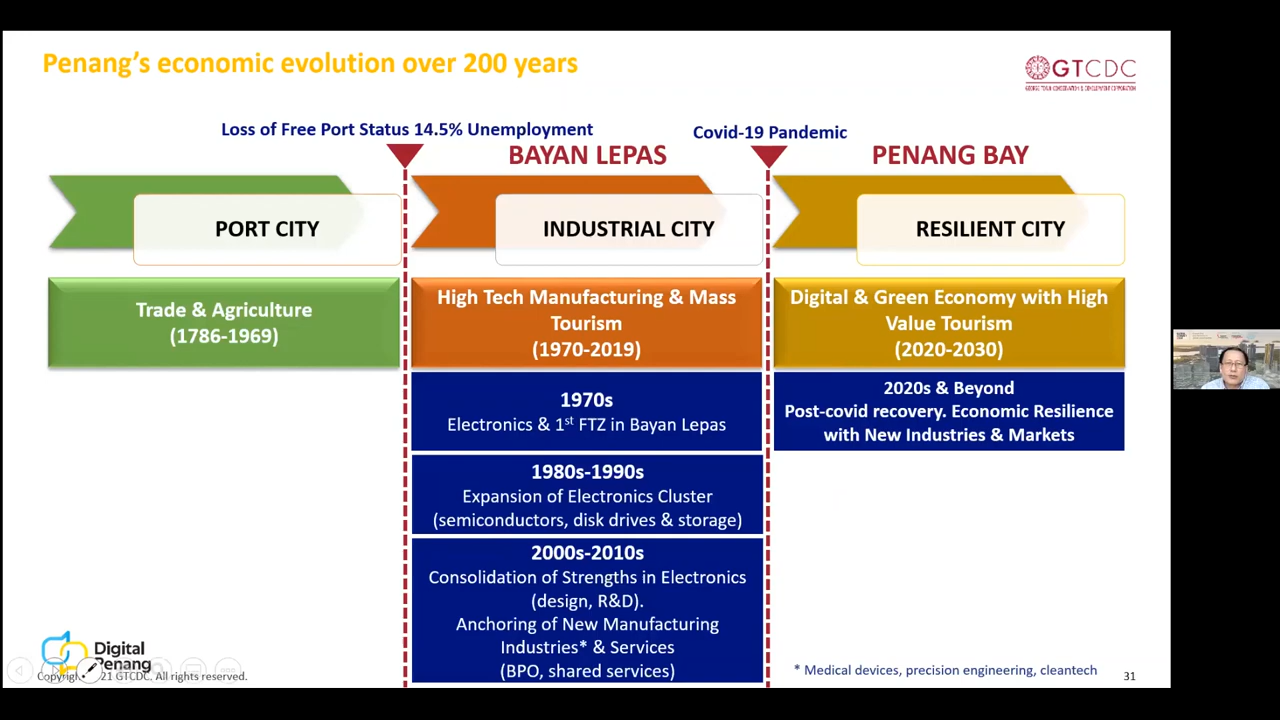 Penang's economic evolution over 200 years
GTCDC
GEORGE TOWN CONSERVATION & DEVELOPMENT CORPORATION
Loss of Free Port Status 14.5% Unemployment
Covid-19 Pandemic
BAYAN LEPAS
PENANG BAY
PORT CITY
INDUSTRIAL CITY
RESILIENT CITY
Trade & Agriculture
(1786-1969)
High Tech Manufacturing & Mass
Tourism
(1970-2019)
Digital & Green Economy with High
Value Tourism
(2020-2030)
1970s
Electronics & 1st FTZ in Bayan Lepas
2020s & Beyond
Post-covid recovery. Economic Resilience
with New Industries & Markets
1980s-1990s
Expansion of Electronics Cluster
(semiconductors, disk drives & storage)
2000s-2010s
Consolidation of Strengths in Electronics
(design, R&D).
Anchoring of New Manufacturing
Industries* & Services
(BPO, shared services)
Digital
Penang
21 GTCDC. All rights reserved.
* Medical devices, precision engineering, cleantech
31